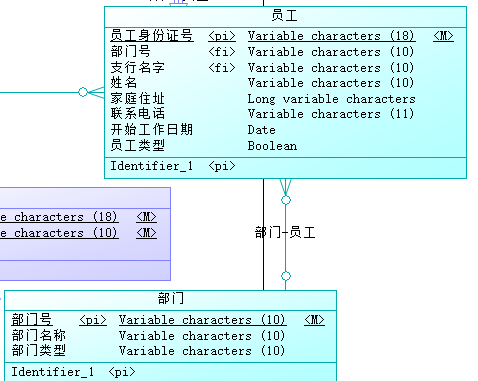 员工
员工身份证号 <pi> Variable characters (18) <M>
部门号 <fi> Variable characters (10)
支行名字 <fi> Variable characters (10)
姓名 Variable characters (10)
家庭住址 Long variable characters
联系电话 Variable characters (11)
开始工作日期 Date
员工类型 Boolean
Identifier_1 <pi>
e characters (18) <M>
e characters (10) <M>
部门-员工
部门
部门号 <pi> Variable characters (10) <M>
部门名称 Variable characters (10)
部门类型 Variable characters (10)
Identifier_1 <pi>